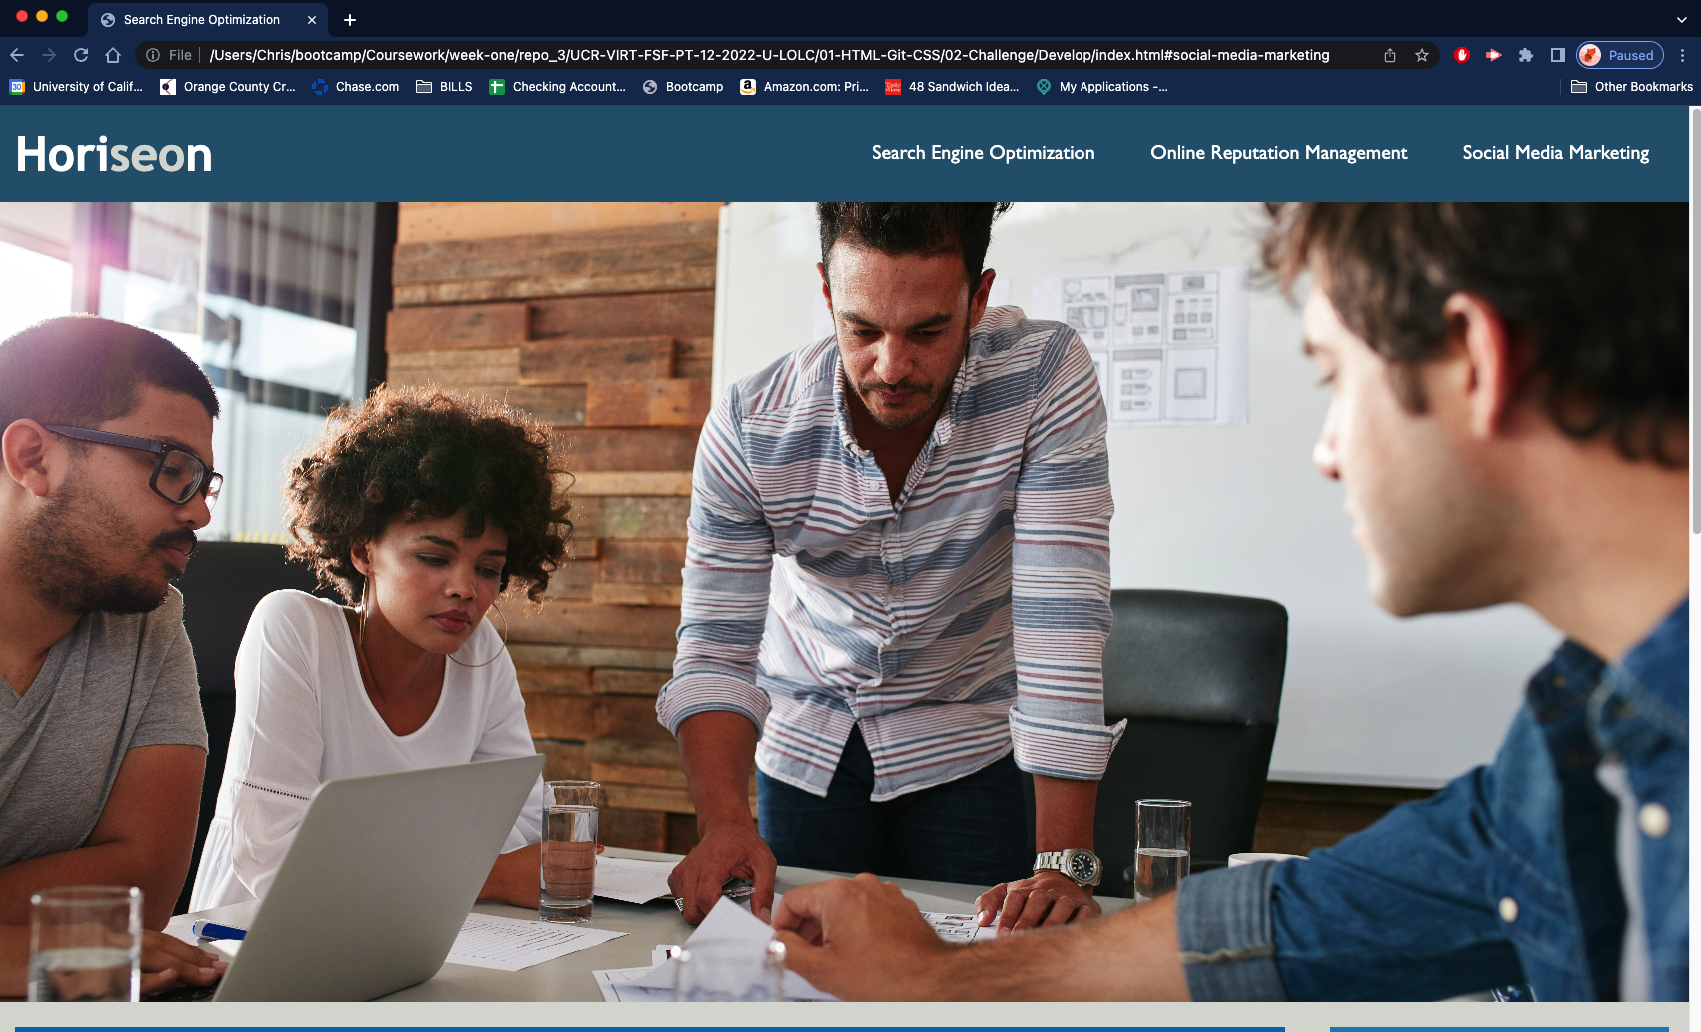 Search Engine Optimization
File
/Users/Chris/bootcamp/Coursework/week-one/repo_3/UCR-VIRT-FSF-PT-12-2022-U-LOLC/01-HTML-Git-CSS/02-Challenge/Develop/index.html#social-media-marketing
Paused
30 University of Calif... Orange County Cr... Chase.com BILLS Checking Account... Bootcamp a Amazon.com: Pri... 48 Sandwich Idea... My Applications -... Other Bookmarks
Horiseon
Search Engine Optimization Online Reputation Management Social Media Marketing